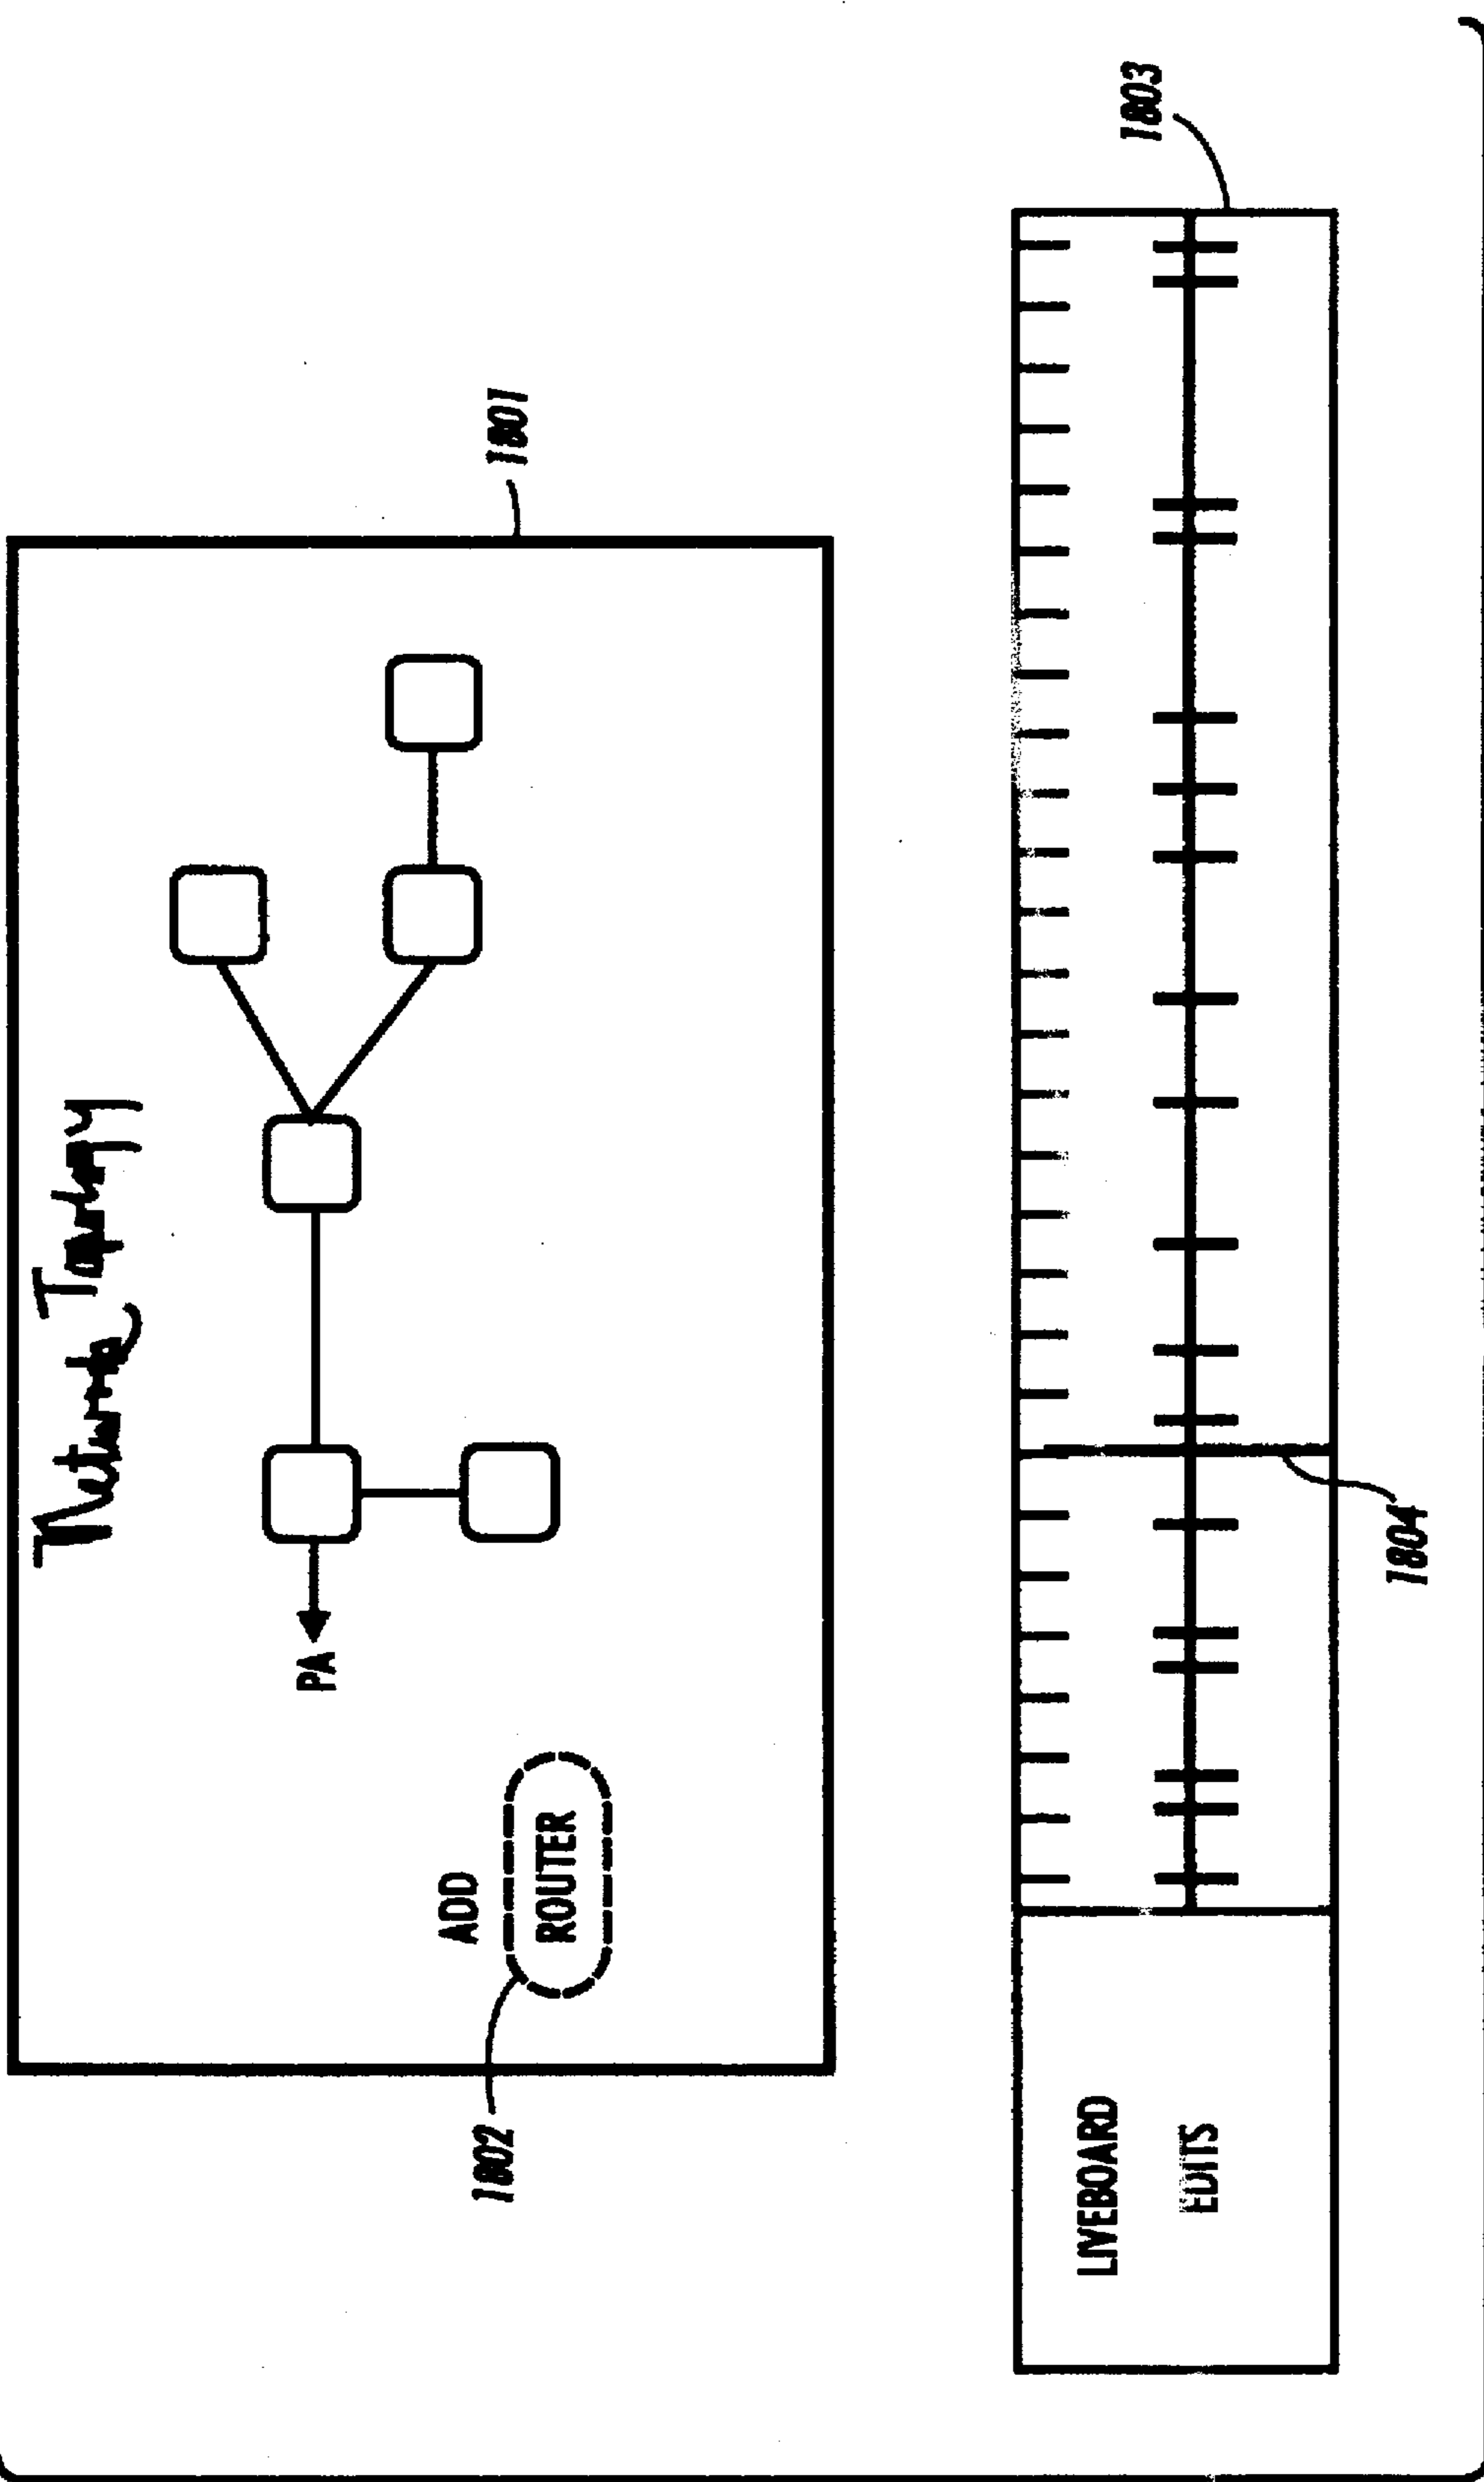 Network Topology
1801
PA
ADD
ROUTER
1802
1803
LIVEBOARD
EDITS
1804